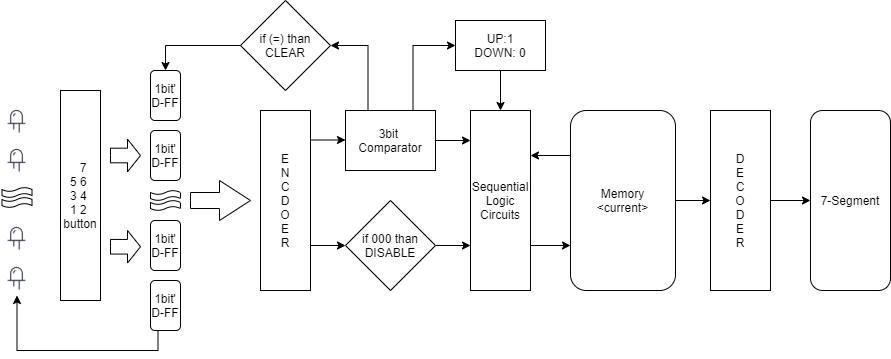 if (=) than
CLEAR
UP:1
DOWN: 0
1bit'
D-FF
7
5 6
3 4
1 2
button
1bit'
D-FF
1bit'
D-FF
1bit'
D-FF
E
N
C
D
O
E
R
3bit
Comparator
if 000 than
DISABLE
Sequential
Logic
Circuits
Memory
<current>
D
E
C
O
D
E
R
7-Segment